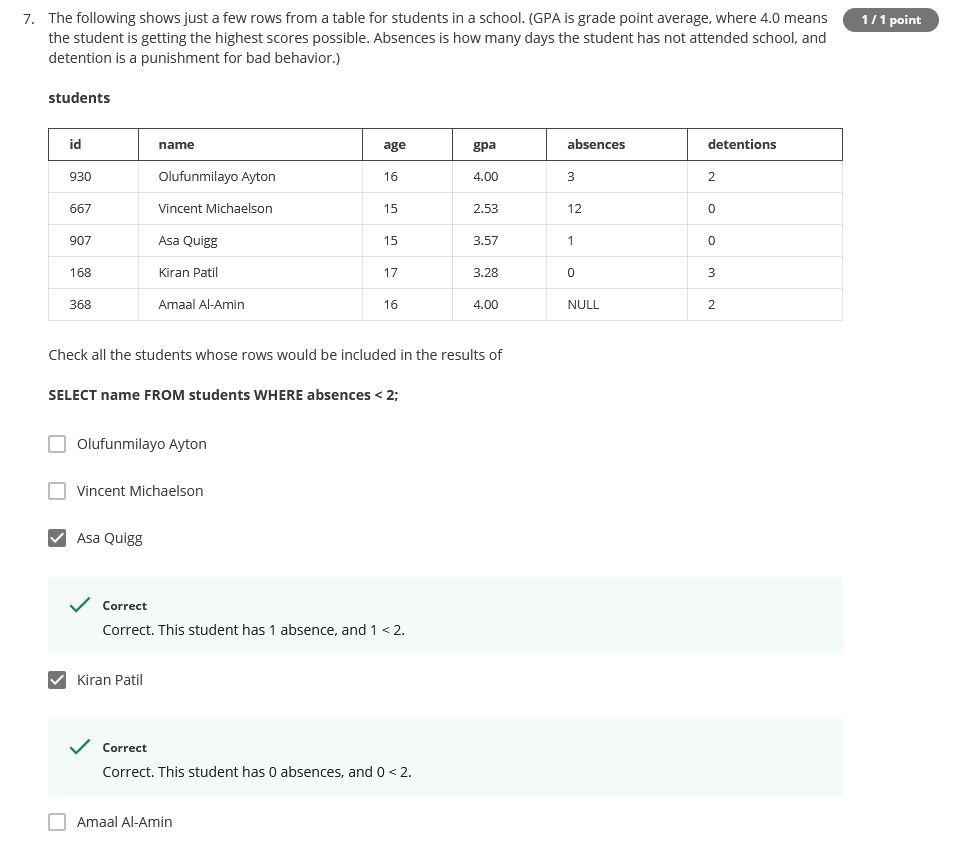 7. The following shows just a few rows from a table for students in a school. (GPA is grade point average, where 4.0 means
the student is getting the highest scores possible. Absences is how many days the student has not attended school, and
detention is a punishment for bad behavior.)
1 / 1 point
students
id name age gpa absences detentions
930 Olufunmilayo Ayton 16 4.00 3 2
667 Vincent Michaelson 15 2.53 12 0
907 Asa Quigg 15 3.57 1 0
168 Kiran Patil 17 3.28 0 3
368 Amaal Al-Amin 16 4.00 NULL 2
Check all the students whose rows would be included in the results of
SELECT name FROM students WHERE absences < 2;
Olufunmilayo Ayton
Vincent Michaelson
Asa Quigg
Correct
Correct. This student has 1 absence, and 1 < 2.
Kiran Patil
Correct
Correct. This student has 0 absences, and 0 < 2.
Amaal Al-Amin